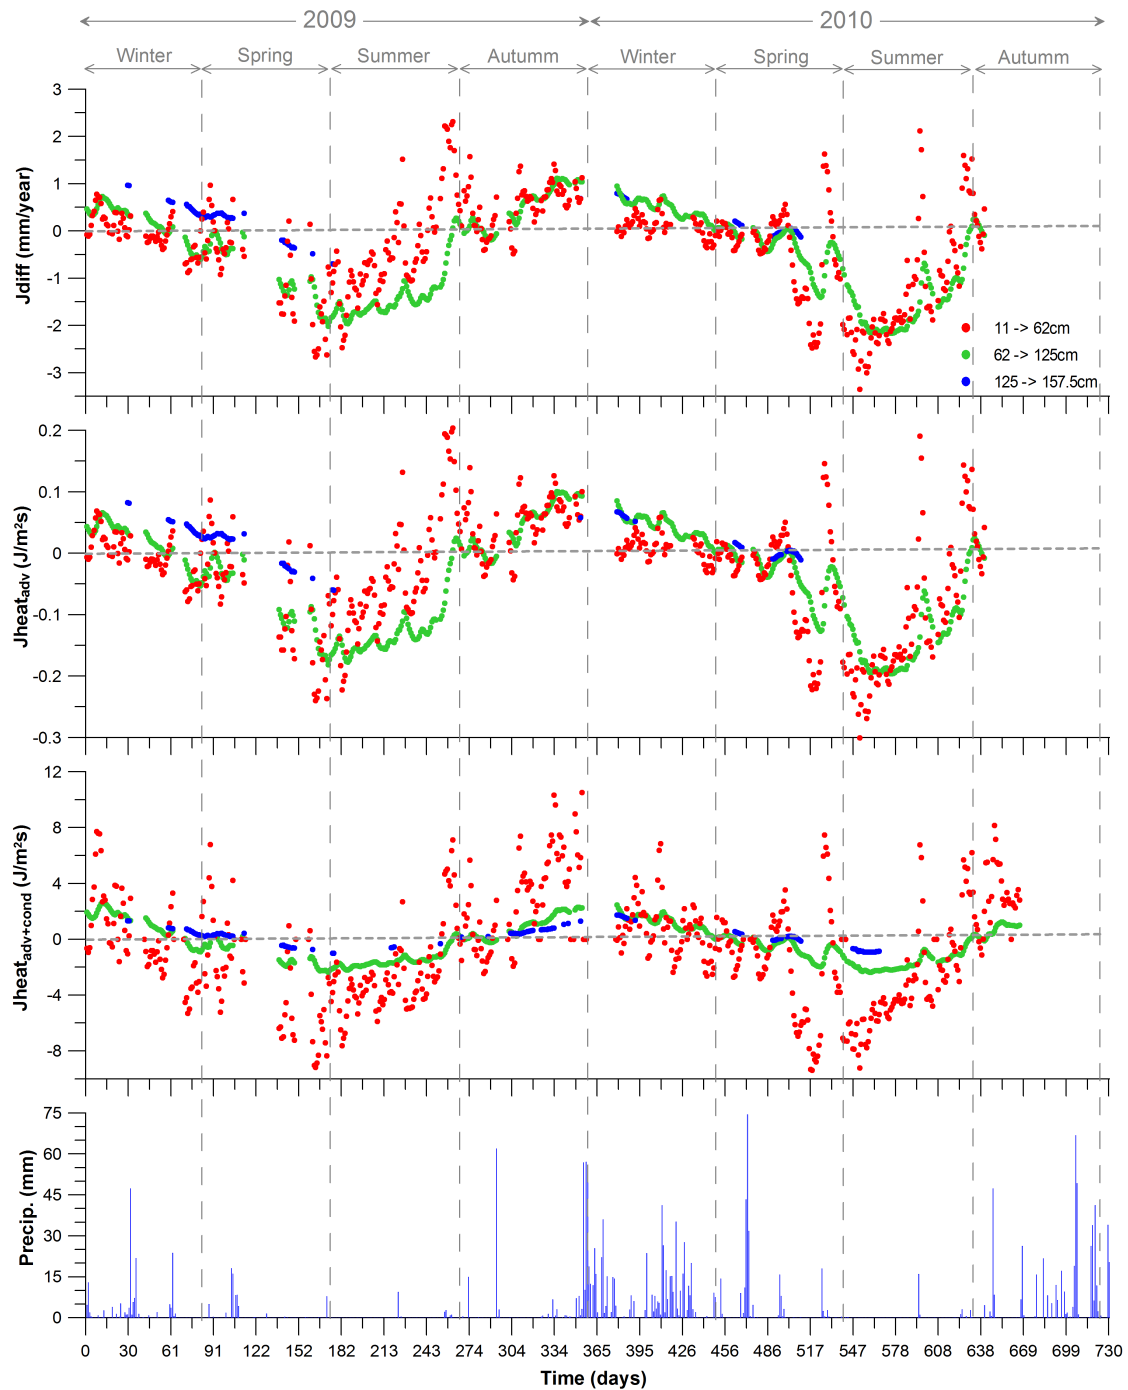 2009 2010
Winter Spring Summer Autumm Winter Spring Summer Autumm
3
2
1
0
-1
-2
-3
Jdiff (mm/year)
11 -> 62cm
62 -> 125cm
125 -> 157.5cm
0.2
0.1
0
-0.1
-0.2
-0.3
Jheatadv (J/m²s)
12
8
4
0
-4
-8
Jheatadv+cond (J/m²s)
75
60
45
30
15
0
Precip. (mm)
0 30 61 91 122 152 182 213 243 274 304 334 365 395 426 456 486 517 547 578 608 638 669 699 730
Time (days)